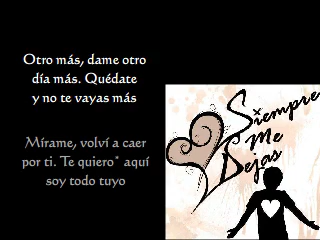 Otro más, dame otro
día más. Quédate
y no te vayas más
Mírame, volví a caer
por ti. Te quiero* aquí
soy todo tuyo
Siempre
Me
Dejas